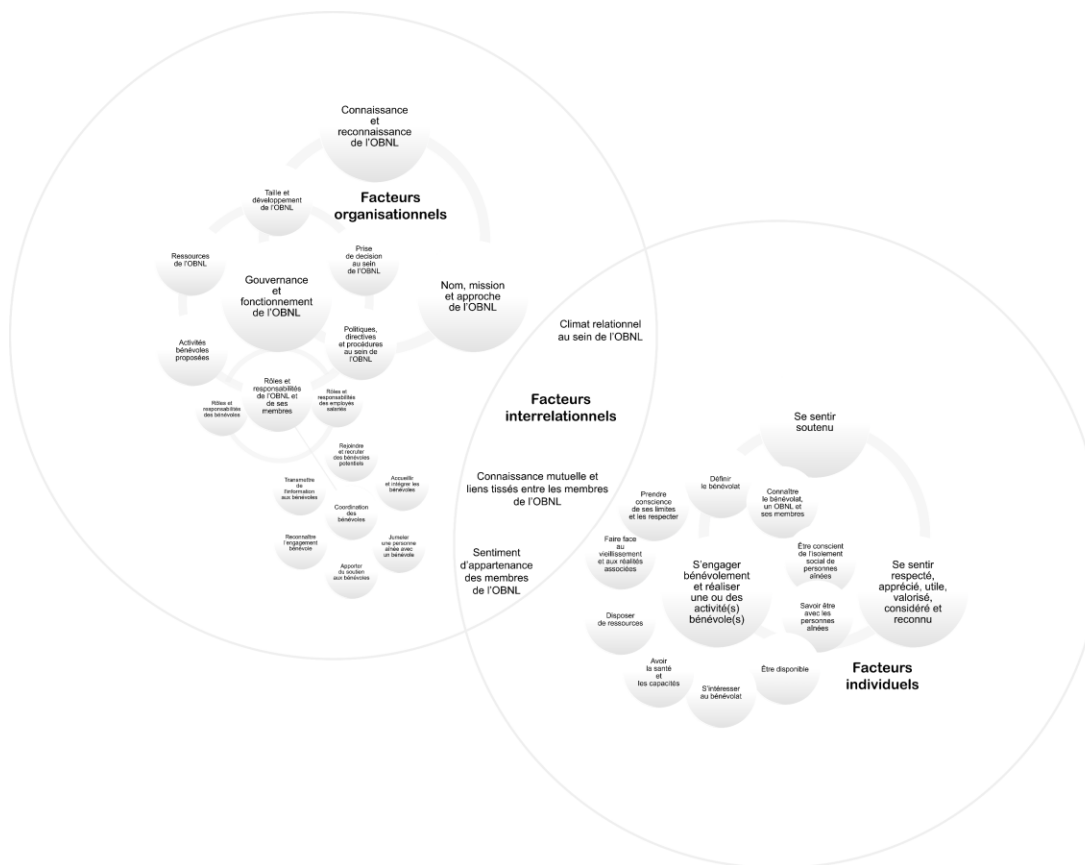 Connaissance
et
reconnaissance
de l'OBNL
Facteurs
organisationnels
Taille et
développement
de l'OBNL
Ressources
de l'OBNL
Prise
de décision
au sein
de l'OBNL
Gouvernance
et
fonctionnement
de l'OBNL
Nom, mission
et approche
de l'OBNL
Activités
bénévoles
proposées
Politiques,
directives
et procédures
au sein de
l'OBNL
Rôles et
responsabilités
de l'OBNL et
de ses
membres
Rôles et
responsabilités
des bénévoles
Rôles et
responsabilités
des employés
salariés
Rejoindre
et recruter
des bénévoles
potentiels
Transmettre
de
l'information
aux bénévoles
Accueillir
et intégrer les
bénévoles
Coordination
des
bénévoles
Reconnaître
l'engagement
bénévole
Jumeler
une personne
aînée avec
un bénévole
Apporter
du soutien
aux bénévoles
Climat relationnel
au sein de l'OBNL
Facteurs
interrelationnels
Connaissance mutuelle et
liens tissés entre les membres
de l'OBNL
Sentiment
d'appartenance
des membres
de l'OBNL
Se sentir
soutenu
Définir
le bénévolat
Connaître
le bénévolat,
un OBNL et
ses membres
Prendre
conscience
de ses limites
et les respecter
Faire face
au
vieillissement
et aux réalités
associées
Être conscient
de l'isolement
social de
personnes
aînées
S'engager
bénévolement
et réaliser
une ou des
activité(s)
bénévole(s)
Se sentir
respecté,
apprécié, utile,
valorisé,
considéré et
reconnu
Savoir être
avec les
personnes
aînées
Disposer
de ressources
Avoir
la santé
et
les capacités
S'intéresser
au bénévolat
Être disponible
Facteurs
individuels